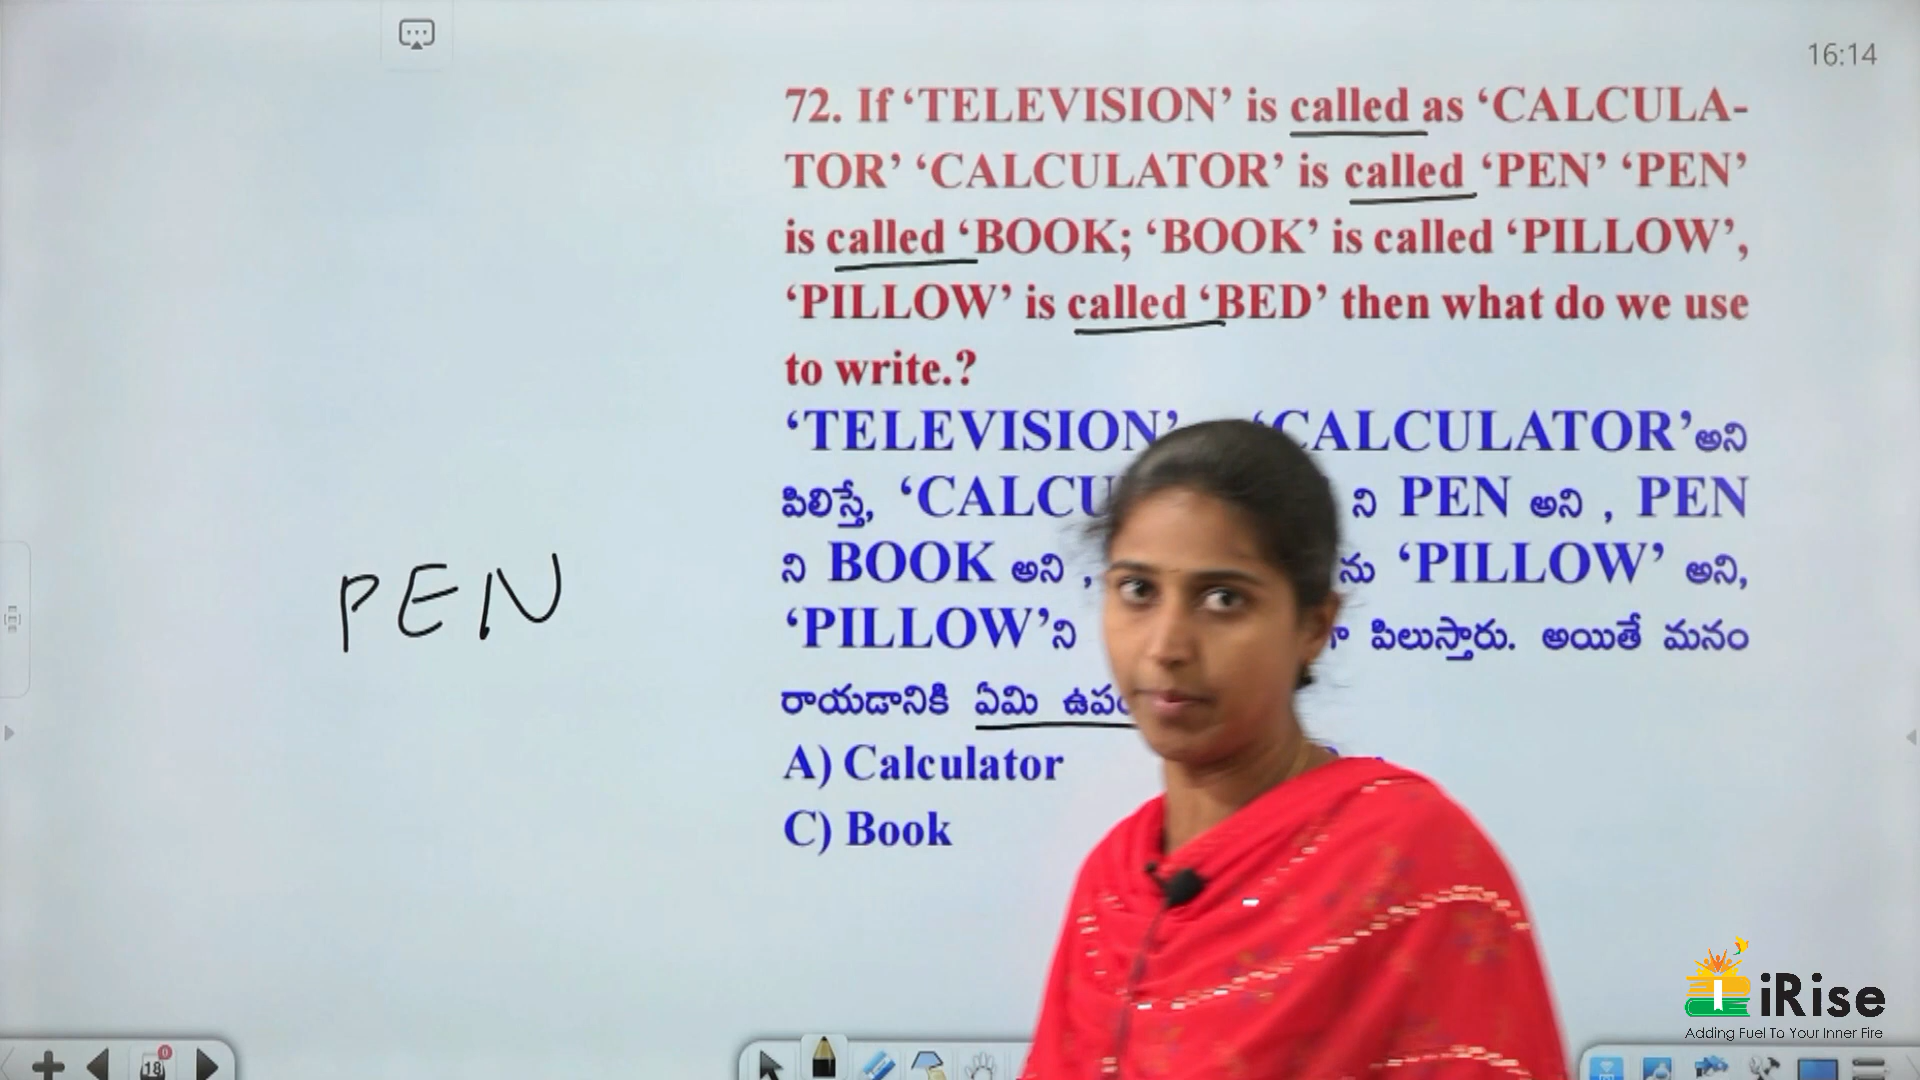 16:14
72. If ‘TELEVISION’ is called as ‘CALCULA-
TOR’ ‘CALCULATOR’ is called ‘PEN’ ‘PEN’
is called ‘BOOK; ‘BOOK’ is called ‘PILLOW’,
‘PILLOW’ is called ‘BED’ then what do we use
to write.?
‘TELEVISION’ ‘CALCULATOR’అని
పిలిస్తే, ని PEN అని , PEN
ని BOOK అని , ను ‘PILLOW’ అని,
‘PILLOW’ని పిలుస్తారు. అయితే మనం
రాయడానికి ఏమి
A) Calculator
C) Book
PEN
iRise
Adding Fuel To Your Inner Fire
18
0